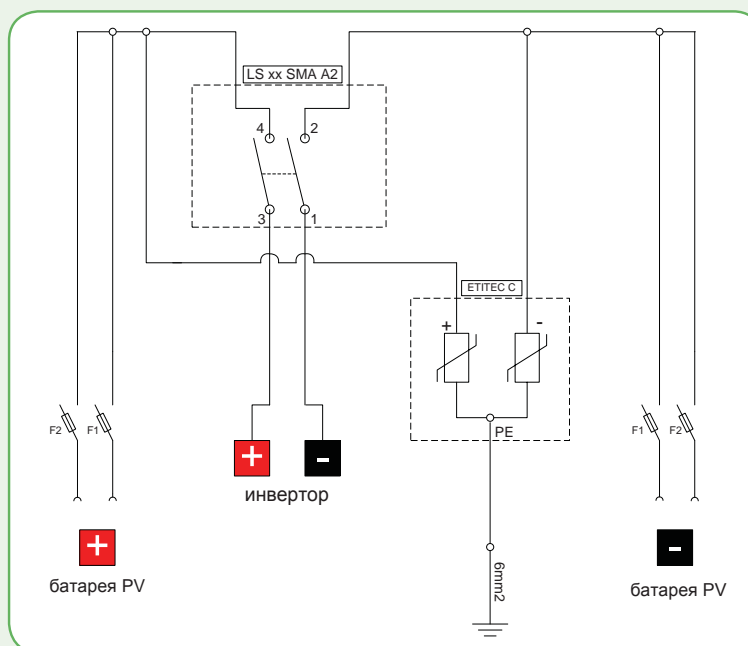 LS xx SMA A2
4
2
3
1
ETITEC C
+
-
PE
F2
F1
F1
F2
+
-
инвертор
6mm2
+
-
батарея PV
батарея PV